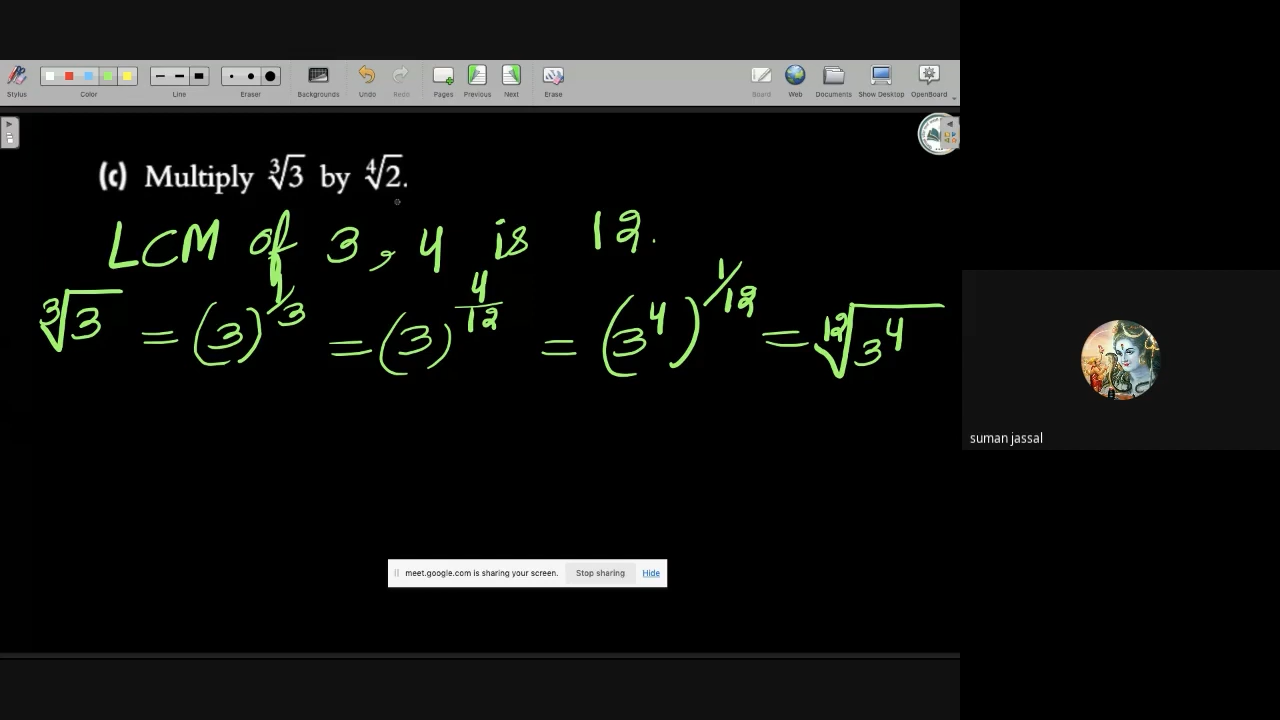 Stylus Color Line Eraser Backgrounds Undo Redo Pages Previous Next Erase Board Web Documents Show Desktop OpenBoard
(c) Multiply ∛3 by ∜2.
LCM of 3, 4 is 12.
∛3 = (3)^1/3 = (3)^4/12 = (3^4)^1/12 = ¹²√3^4
suman jassal
meet.google.com is sharing your screen. Stop sharing Hide